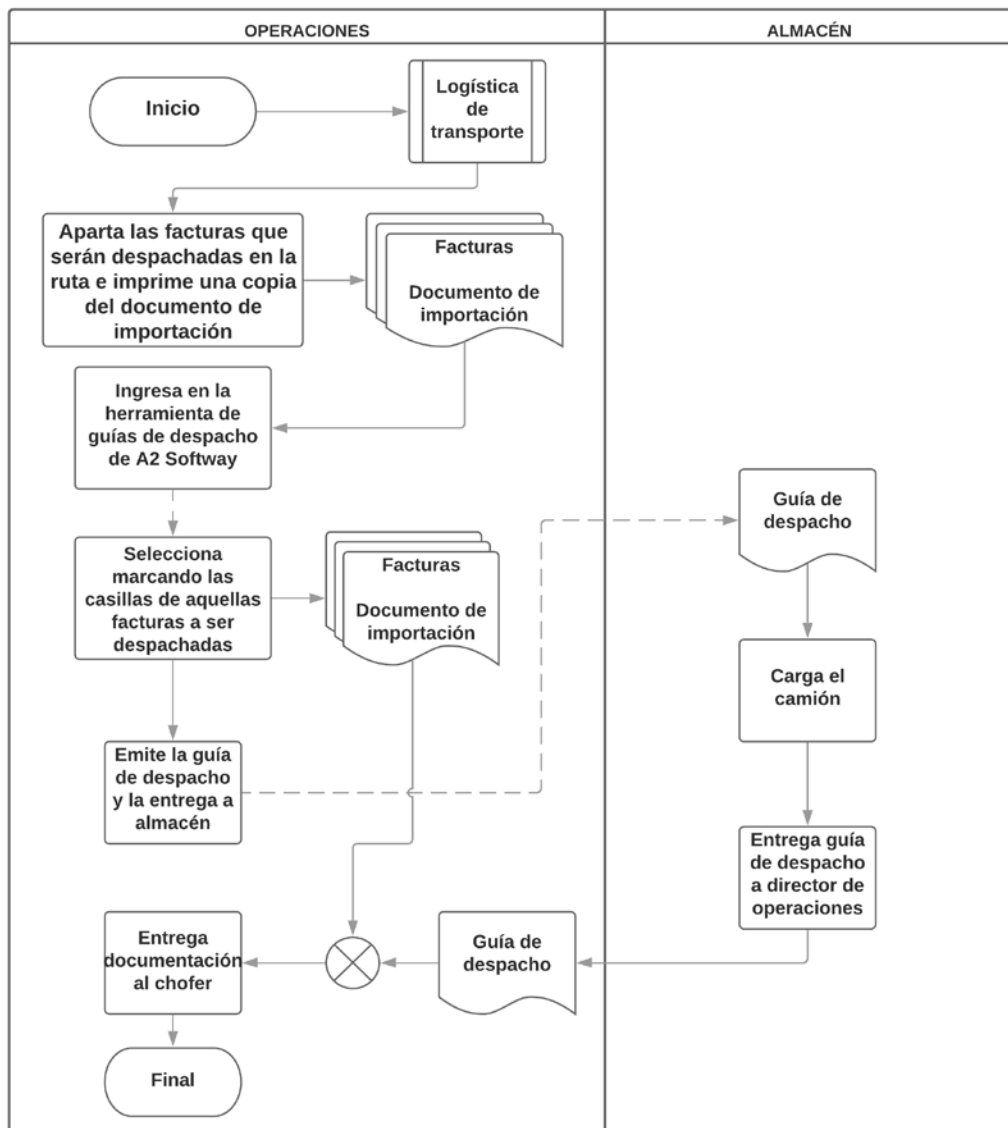 OPERACIONES
ALMACÉN
Inicio
Logística
de
transporte
Aparta las facturas que
serán despachadas en la
ruta e imprime una copia
del documento de
importación
Facturas
Documento de
importación
Ingresa en la
herramienta de
guías de despacho
de A2 Softway
Selecciona
marcando las
casillas de aquellas
facturas a ser
despachadas
Facturas
Documento de
importación
Guía de
despacho
Carga el
camión
Emite la guía
de despacho
y la entrega a
almacén
Entrega guía
de despacho
a director de
operaciones
Guía de
despacho
Entrega
documentación
al chofer
Final